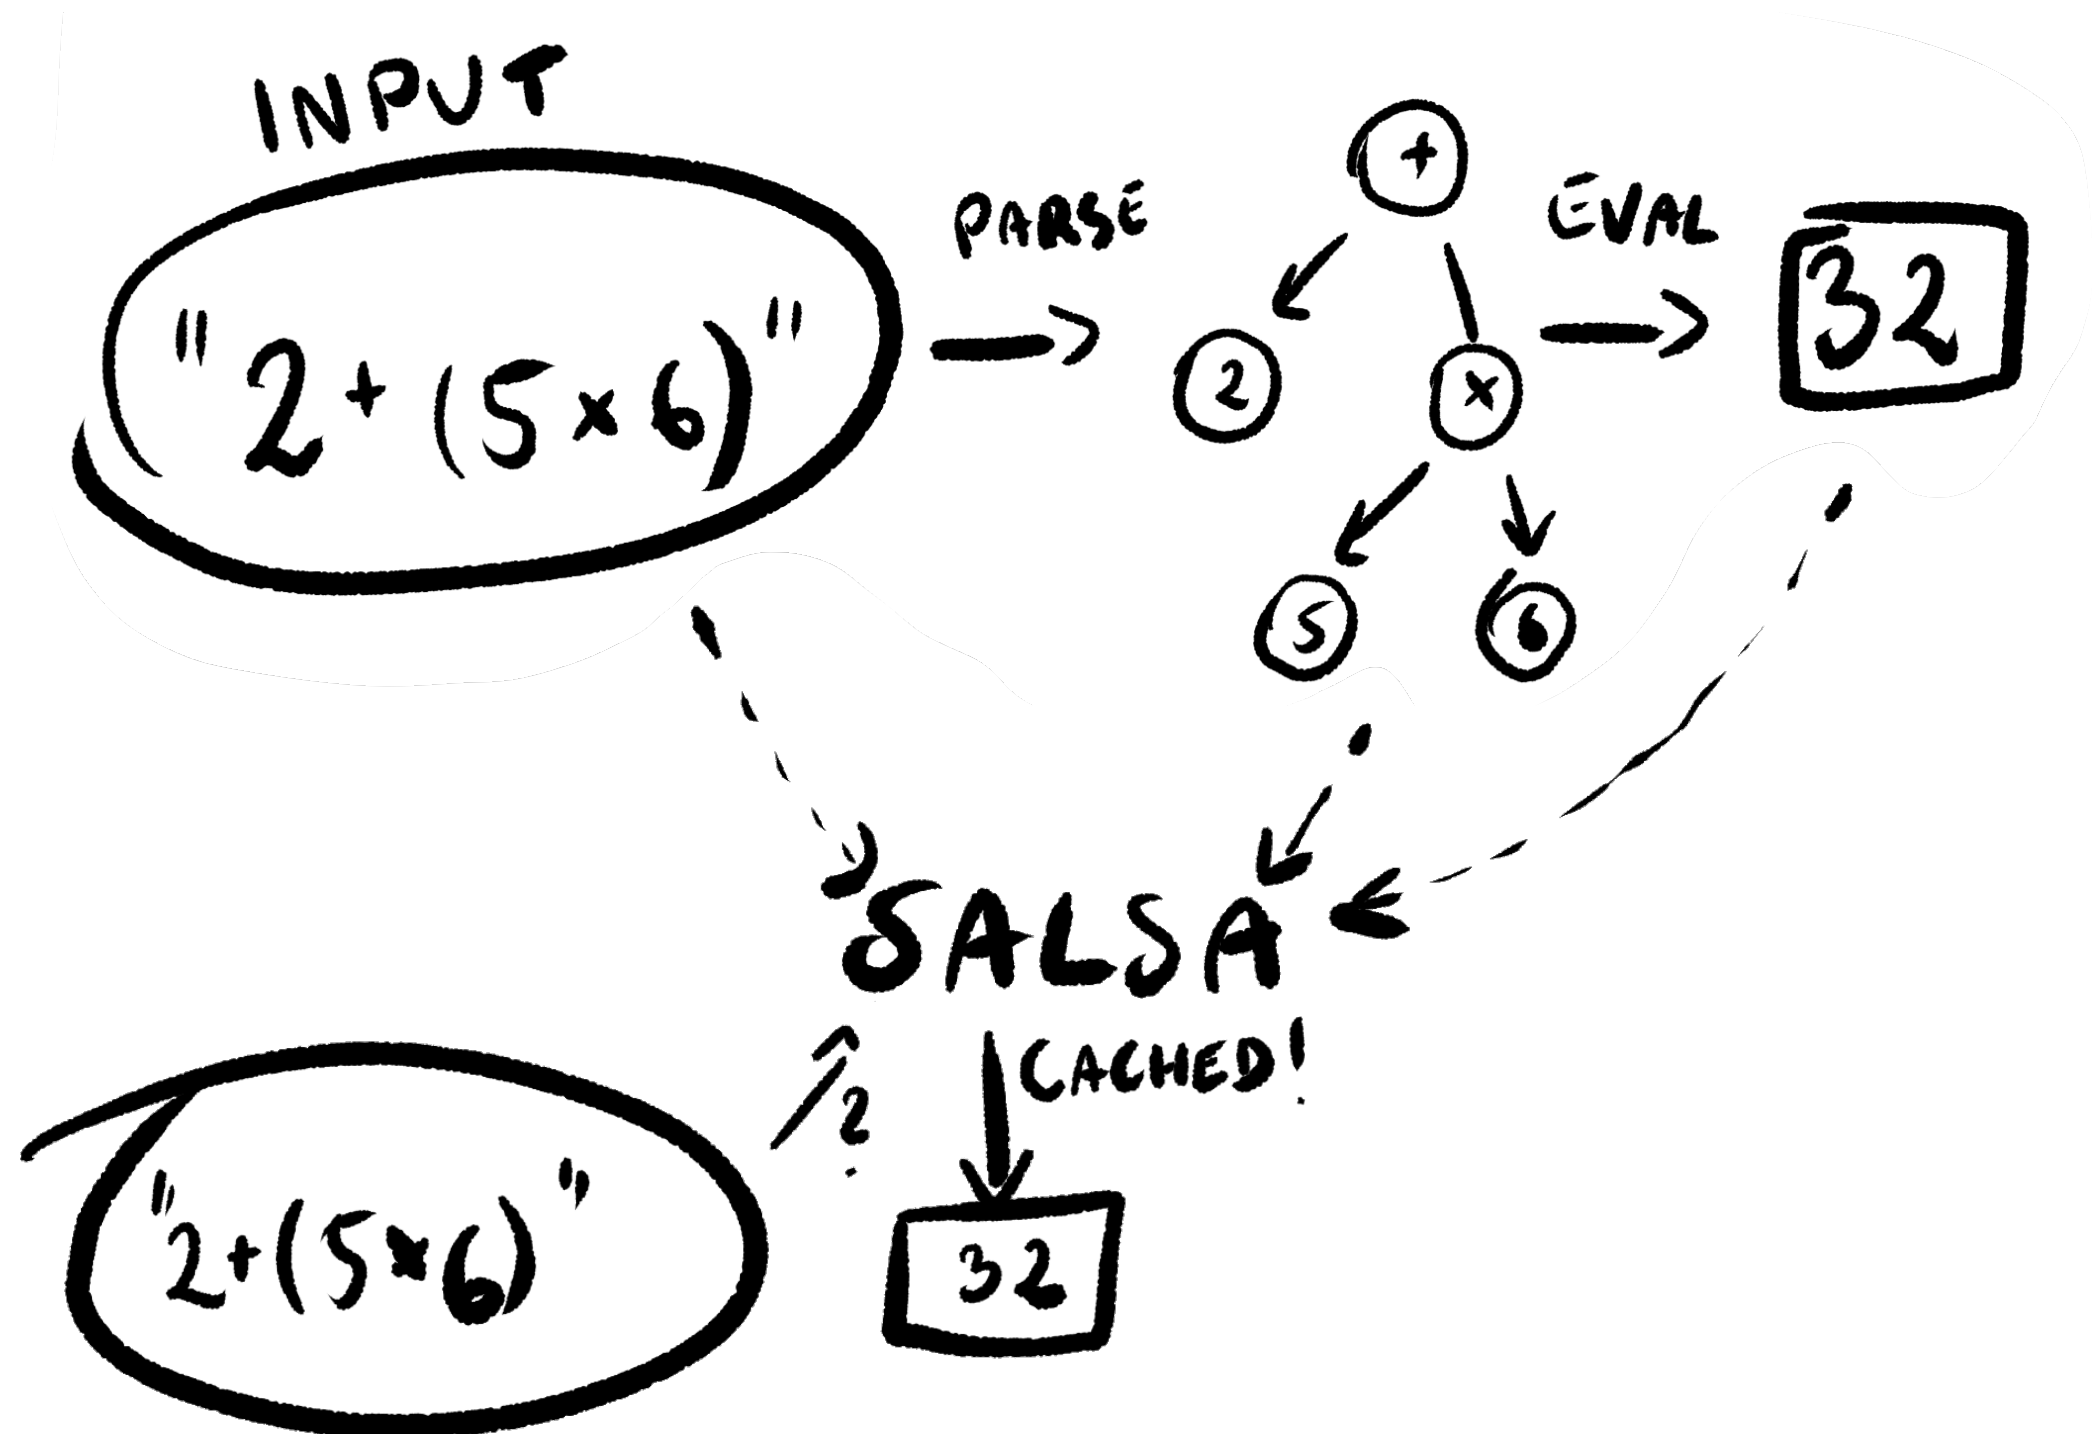 INPUT
"2+(5×6)"
PARSE
+
2
×
5
6
EVAL
32
SALSA
?
CACHED!
"2+(5×6)"
32